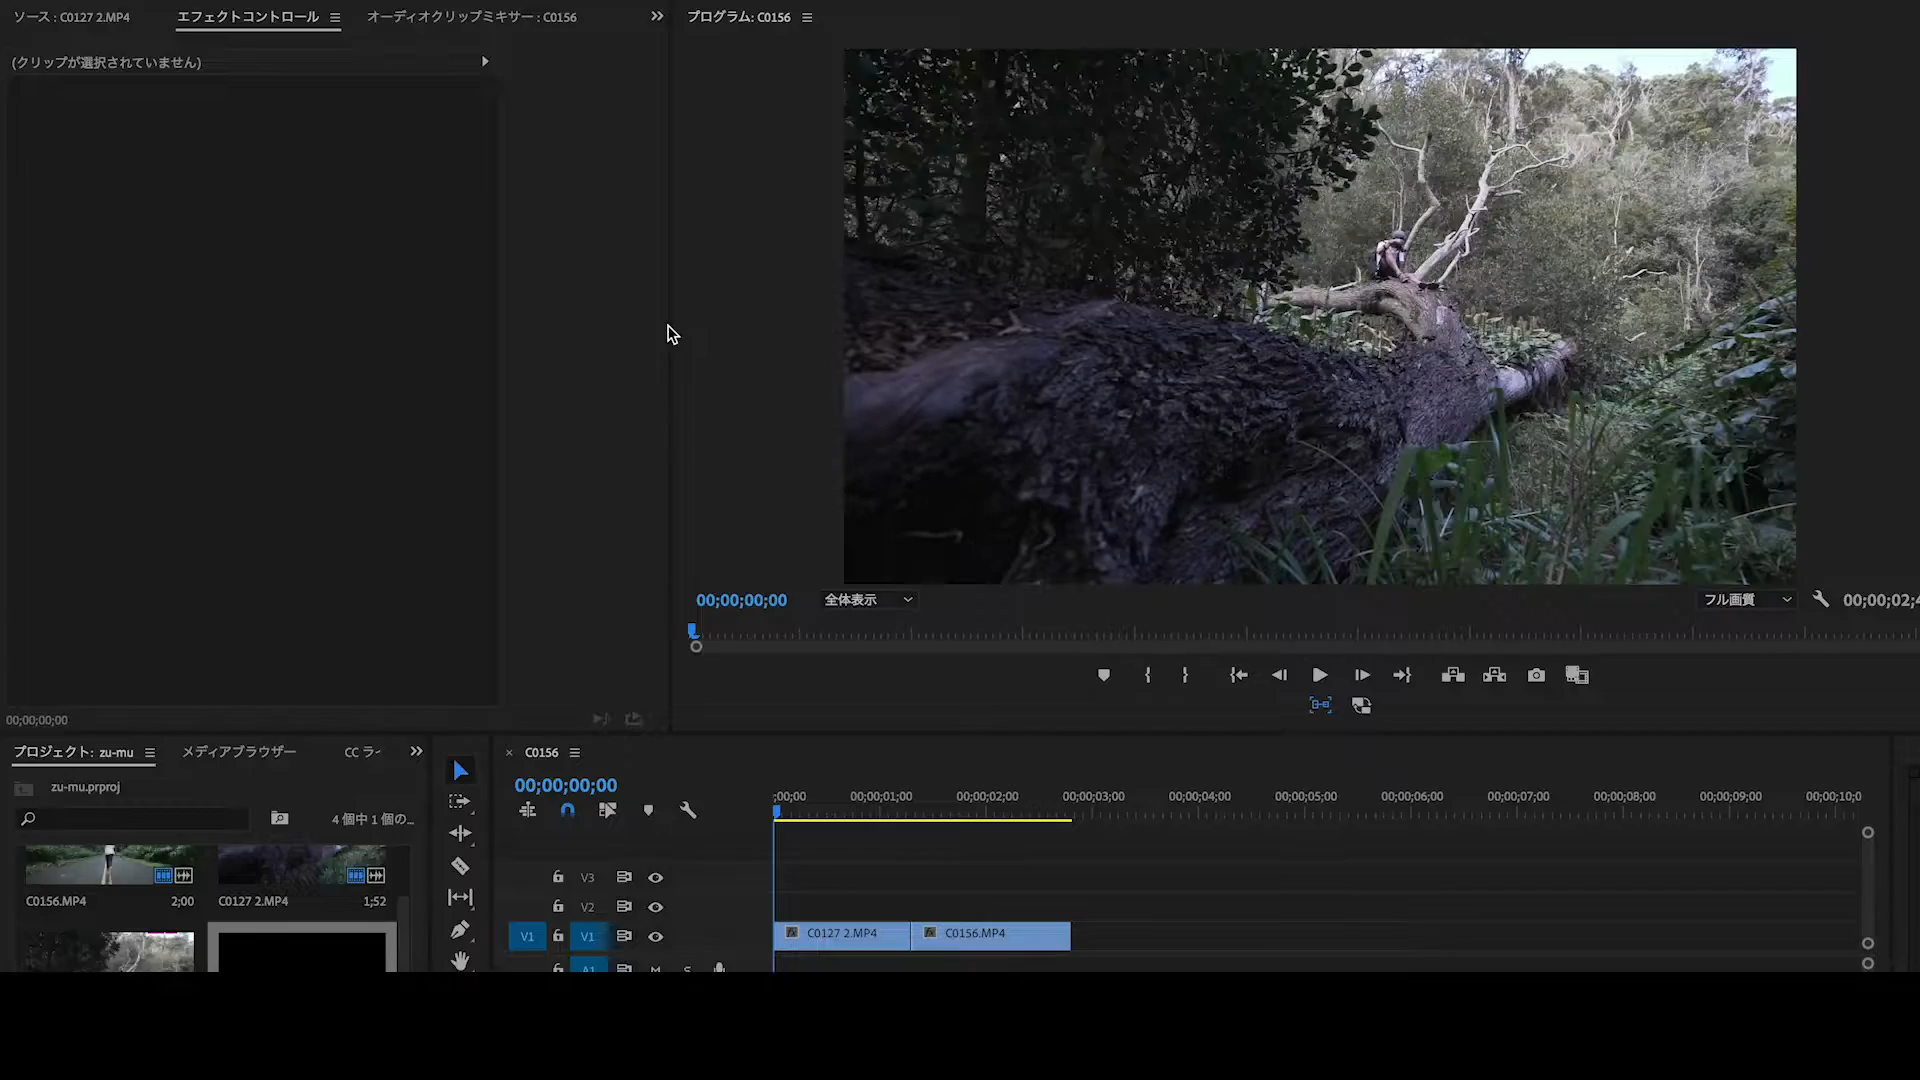 ソース : C0127 2.MP4
エフェクトコントロール
オーディオクリップミキサー : C0156
プログラム: C0156
(クリップが選択されていません)
00;00;00;00
全体表示
フル画質
00;00;02;4
00;00;00;00
プロジェクト: zu-mu
メディアブラウザー
CC ラ
zu-mu.prproj
4 個中 1 個の...
C0156.MP4 2;00
C0127 2.MP4 1;52
C0156
00;00;00;00
;00;00 00;00;01;00 00;00;02;00 00;00;03;00 00;00;04;00 00;00;05;00 00;00;06;00 00;00;07;00 00;00;08;00 00;00;09;00 00;00;10;0
V3
V2
V1 V1
C0127 2.MP4
C0156.MP4
A1 M S